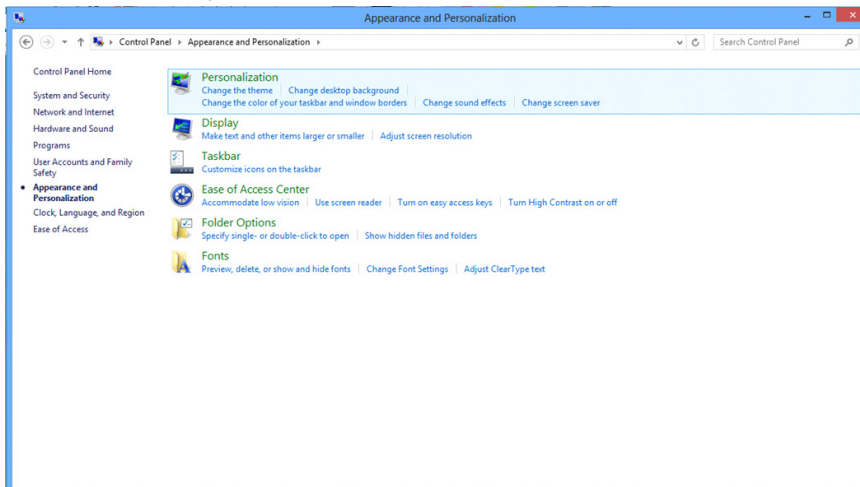 Appearance and Personalization
Control Panel Appearance and Personalization
Search Control Panel
Control Panel Home
System and Security
Network and Internet
Hardware and Sound
Programs
User Accounts and Family
Safety
Appearance and
Personalization
Clock, Language, and Region
Ease of Access
Personalization
Change the theme Change desktop background
Change the color of your taskbar and window borders Change sound effects Change screen saver
Display
Make text and other items larger or smaller Adjust screen resolution
Taskbar
Customize icons on the taskbar
Ease of Access Center
Accommodate low vision Use screen reader Turn on easy access keys Turn High Contrast on or off
Folder Options
Specify single- or double-click to open Show hidden files and folders
Fonts
Preview, delete, or show and hide fonts Change Font Settings Adjust ClearType text